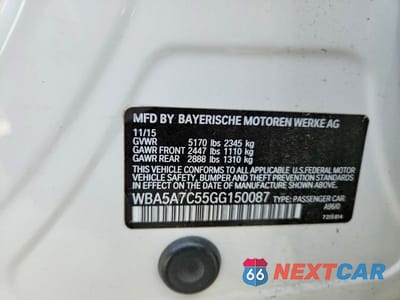 MFD BY BAYERISCHE MOTOREN WERKE AG
11/15
GVWR 5170 lbs 2345 kg
GAWR FRONT 2447 lbs 1110 kg
GAWR REAR 2888 lbs 1310 kg
THIS VEHICLE CONFORMS TO ALL APPLICABLE U.S.FEDERAL MOTOR
VEHICLE SAFETY, BUMPER AND THEFT PREVENTION
STANDARDS IN EFFECT ON THE DATE OF MANUFACTURE SHOWN ABOVE.
WBA5A7C55GG150087 TYPE: PASSENGER CAR
A96/0
66 NEXTCAR